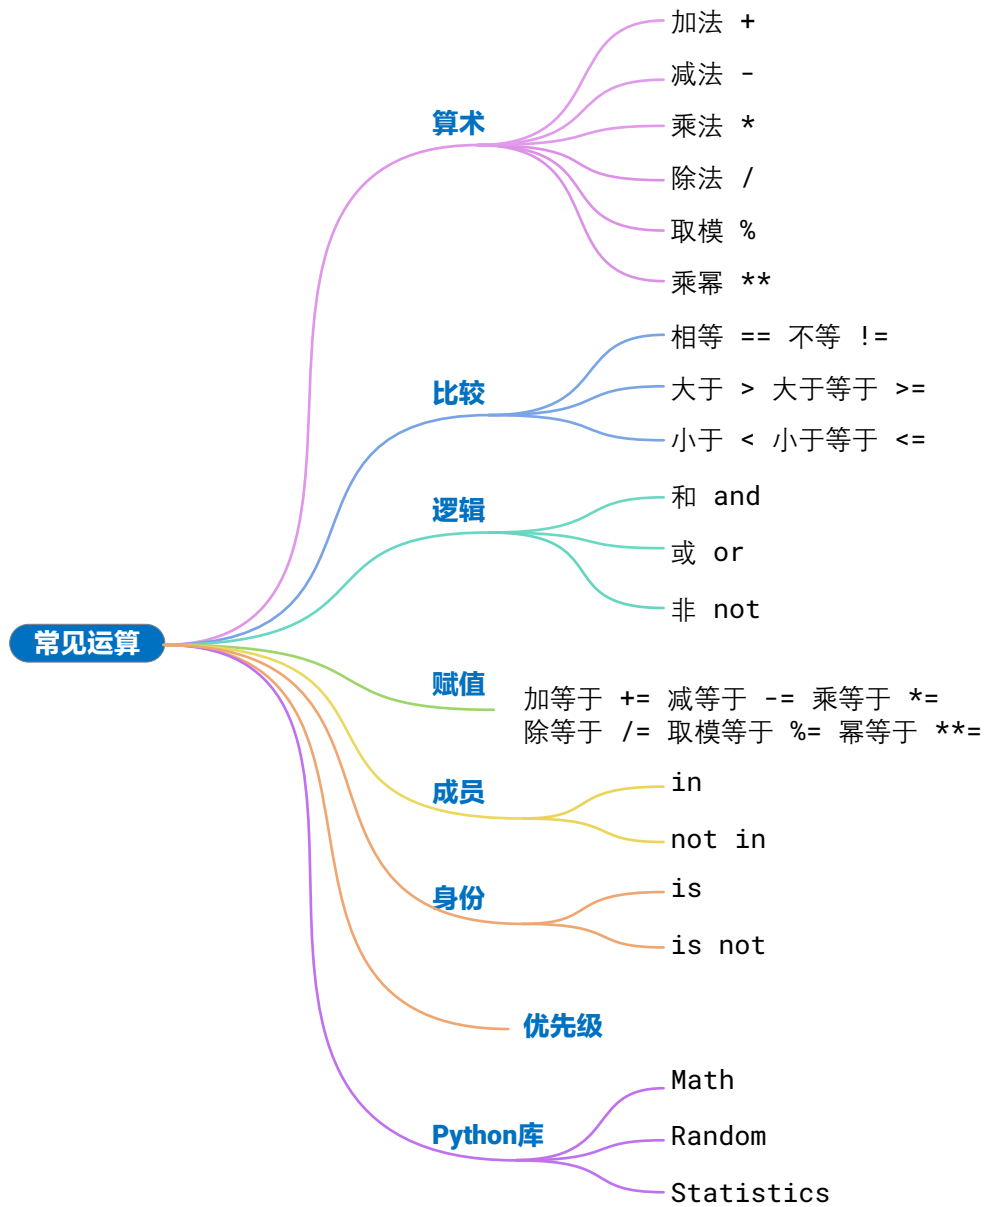 常见运算
算术
加法 +
减法 -
乘法 *
除法 /
取模 %
乘幂 **
比较
相等 == 不等 !=
大于 > 大于等于 >=
小于 < 小于等于 <=
逻辑
和 and
或 or
非 not
赋值
加等于 += 减等于 -= 乘等于 *=
除等于 /= 取模等于 %= 幂等于 **=
成员
in
not in
身份
is
is not
优先级
Python库
Math
Random
Statistics